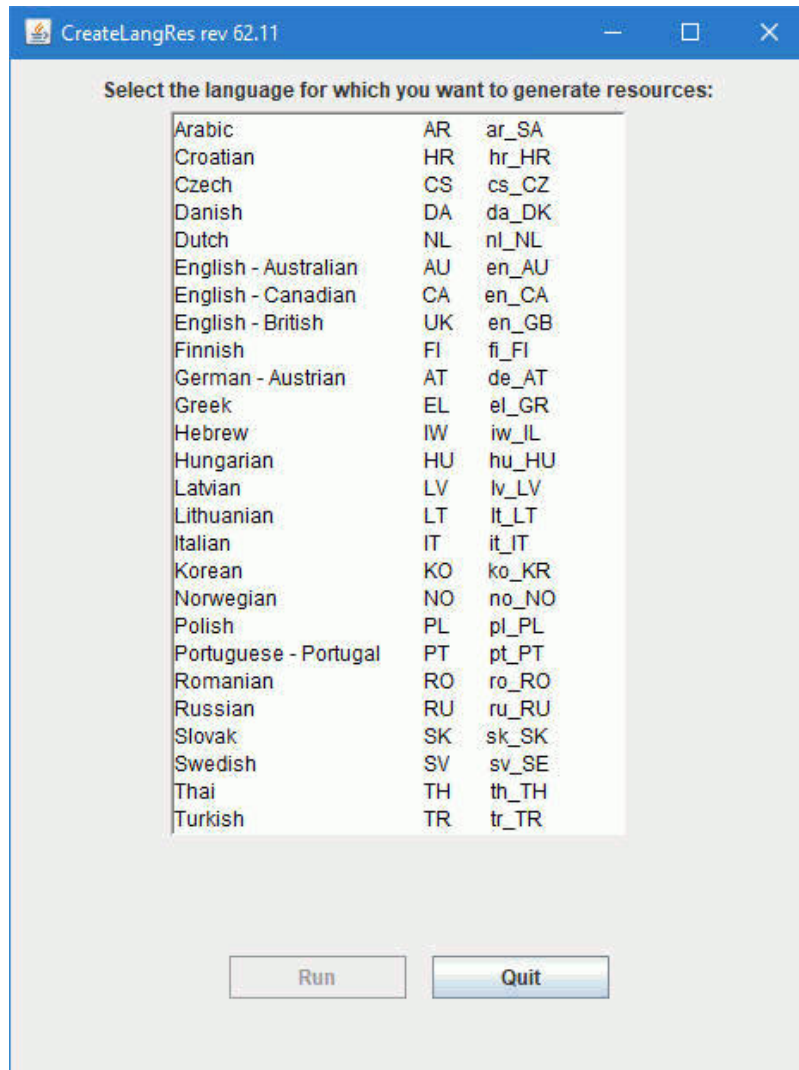 CreateLangRes rev 62.11
Select the language for which you want to generate resources:
Arabic AR ar_SA
Croatian HR hr_HR
Czech CS cs_CZ
Danish DA da_DK
Dutch NL nl_NL
English - Australian AU en_AU
English - Canadian CA en_CA
English - British UK en_GB
Finnish FI fi_FI
German - Austrian AT de_AT
Greek EL el_GR
Hebrew IW iw_IL
Hungarian HU hu_HU
Latvian LV lv_LV
Lithuanian LT lt_LT
Italian IT it_IT
Korean KO ko_KR
Norwegian NO no_NO
Polish PL pl_PL
Portuguese - Portugal PT pt_PT
Romanian RO ro_RO
Russian RU ru_RU
Slovak SK sk_SK
Swedish SV sv_SE
Thai TH th_TH
Turkish TR tr_TR
Run Quit